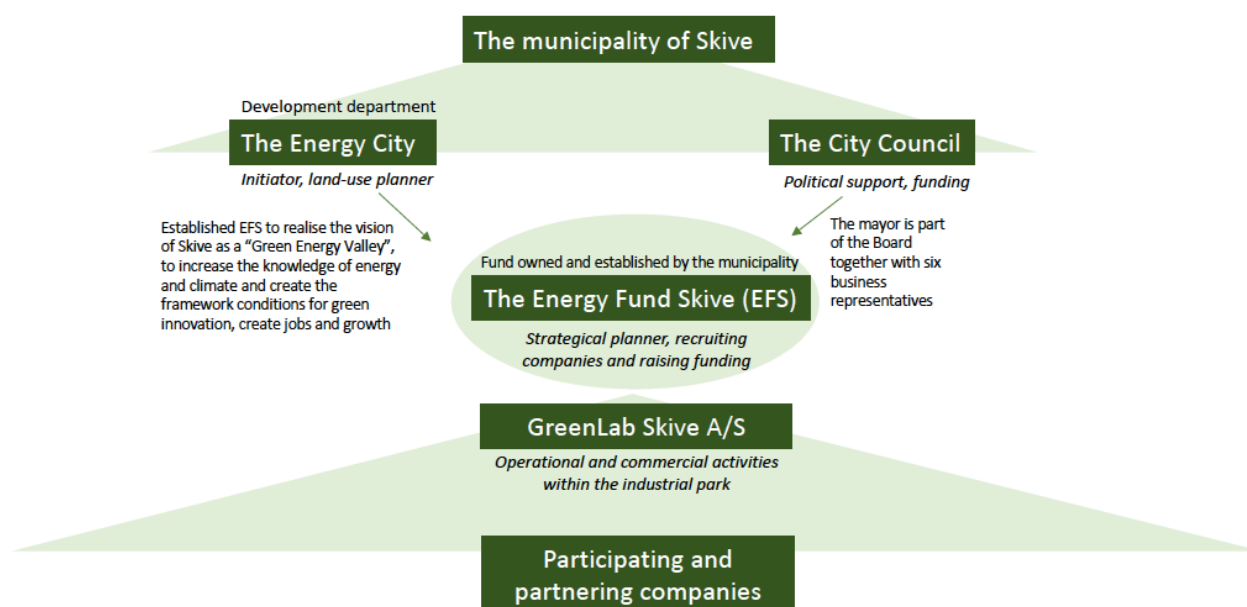 The municipality of Skive
Development department
The Energy City
Initiator, land-use planner
The City Council
Political support, funding
Established EFS to realise the vision
of Skive as a “Green Energy Valley”,
to increase the knowledge of energy
and climate and create the
framework conditions for green
innovation, create jobs and growth
The mayor is part
of the Board
together with six
business
representatives
Fund owned and established by the municipality
The Energy Fund Skive (EFS)
Strategical planner, recruiting
companies and raising funding
GreenLab Skive A/S
Operational and commercial activities
within the industrial park
Participating and
partnering companies